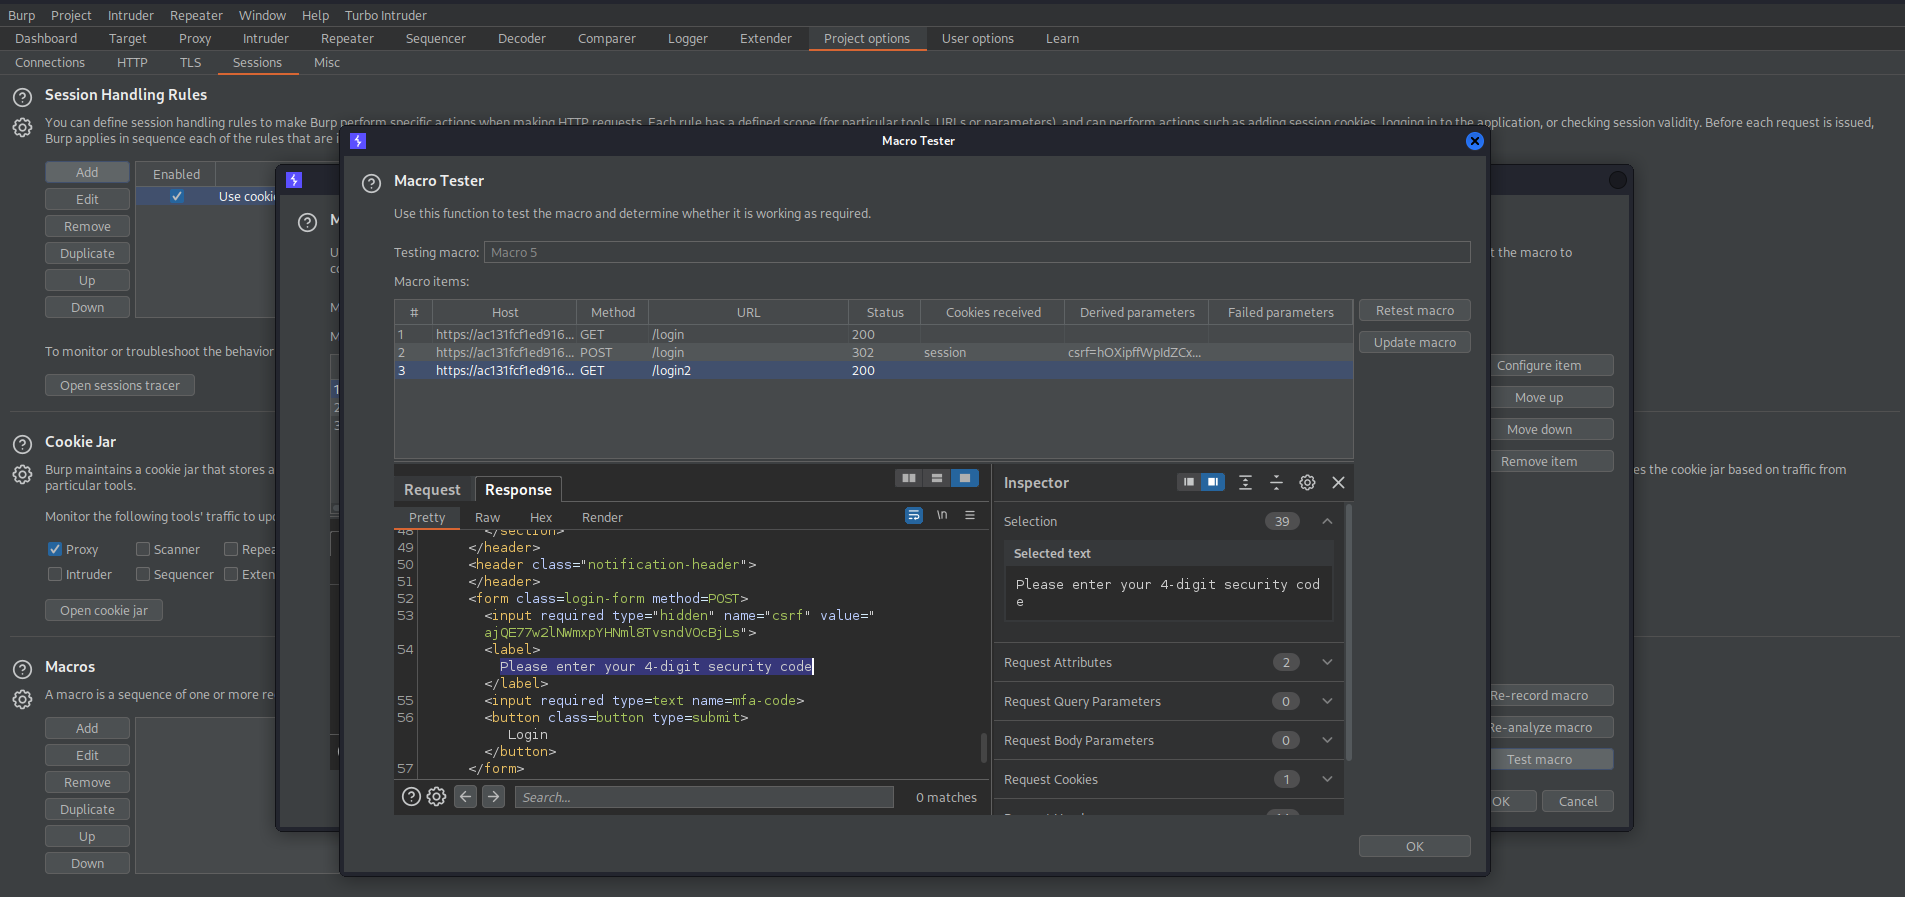 Burp Project Intruder Repeater Window Help Turbo Intruder
Dashboard Target Proxy Intruder Repeater Sequencer Decoder Comparer Logger Extender Project options User options Learn
Connections HTTP TLS Sessions Misc
Session Handling Rules
You can define session handling rules to make Burp perform specific actions when making HTTP requests. Each rule has a defined scope (for particular tools, URLs or parameters), and can perform actions such as adding session cookies, logging in to the application, or checking session validity. Before each request is issued,
Burp applies in sequence each of the rules that are i
Add
Edit
Remove
Duplicate
Up
Down
Enabled
Use cookie
To monitor or troubleshoot the behavior
Open sessions tracer
Cookie Jar
Burp maintains a cookie jar that stores a
es the cookie jar based on traffic from
particular tools.
Monitor the following tools' traffic to up
Proxy Scanner Repea
Intruder Sequencer Exten
Open cookie jar
Macros
A macro is a sequence of one or more re
Add
Edit
Remove
Duplicate
Up
Down
t the macro to
Configure item
Move up
Move down
Remove item
Re-record macro
Re-analyze macro
Test macro
OK Cancel
Macro Tester
Macro Tester
Use this function to test the macro and determine whether it is working as required.
Testing macro: Macro 5
Macro items:
# Host Method URL Status Cookies received Derived parameters Failed parameters
1 https://ac131fcf1ed916... GET /login 200
2 https://ac131fcf1ed916... POST /login 302 session csrf=hOXipffWpIdZCx...
3 https://ac131fcf1ed916... GET /login2 200
Retest macro
Update macro
Request Response
Pretty Raw Hex Render \n
48 </section>
49 </header>
50 <header class="notification-header">
51 </header>
52 <form class=login-form method=POST>
53 <input required type="hidden" name="csrf" value="
ajQE77w2lNWmxpYHNml8TvsndVOcBjLs">
54 <label>
Please enter your 4-digit security code
</label>
55 <input required type=text name=mfa-code>
56 <button class=button type=submit>
Login
</button>
57 </form>
Search... 0 matches
Inspector
Selection 39
Selected text
Please enter your 4-digit security cod
e
Request Attributes 2
Request Query Parameters 0
Request Body Parameters 0
Request Cookies 1
OK